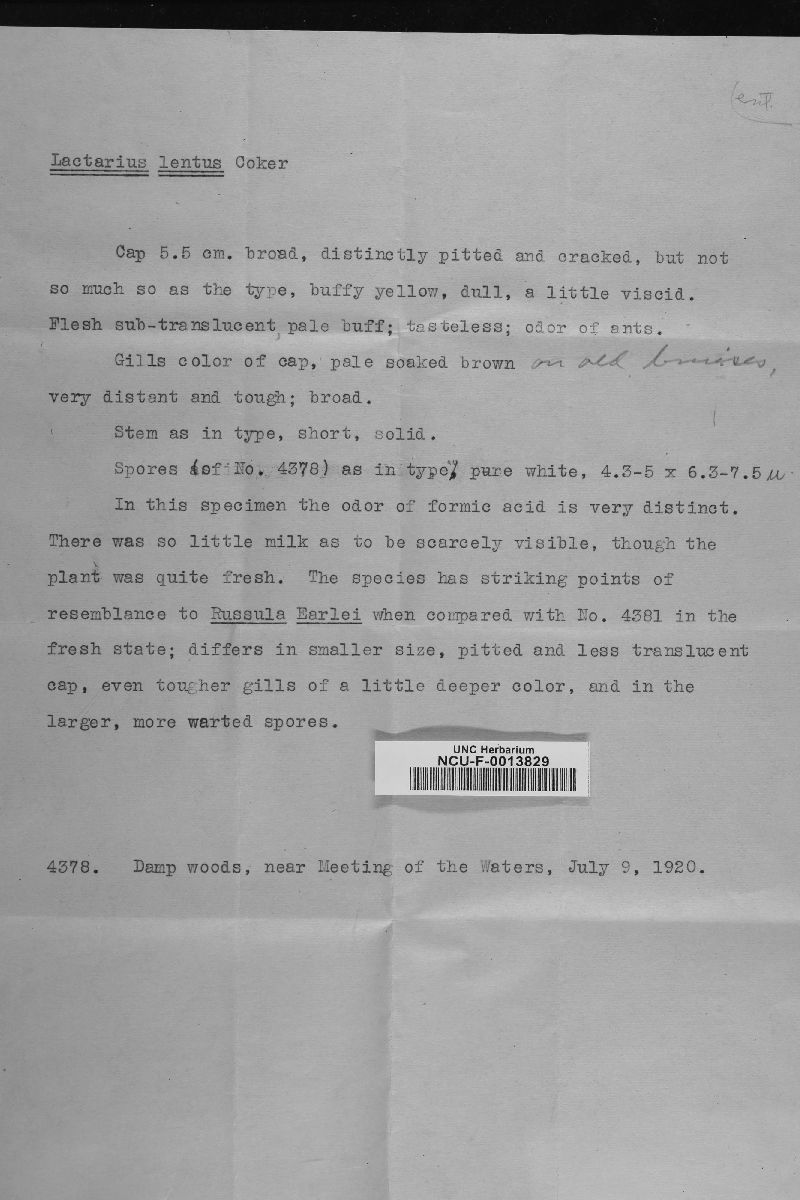 Lactarius lentus Coker
Cap 5.5 cm. broad, distinctly pitted and cracked, but not
so much so as the type, buffy yellow, dull, a little viscid.
Flesh sub-translucent, pale buff; tasteless; odor of ants.
Gills color of cap, pale soaked brown on old bruises,
very distant and tough; broad.
Stem as in type, short, solid.
Spores (of No. 4378) as in type, pure white, 4.3-5 x 6.3-7.5 μ
In this specimen the odor of formic acid is very distinct.
There was so little milk as to be scarcely visible, though the
plant was quite fresh. The species has striking points of
resemblance to Russula Earlei when compared with No. 4381 in the
fresh state; differs in smaller size, pitted and less translucent
cap, even tougher gills of a little deeper color, and in the
larger, more warted spores.
UNC Herbarium
NCU-F-0013829
4378. Damp woods, near Meeting of the Waters, July 9, 1920.